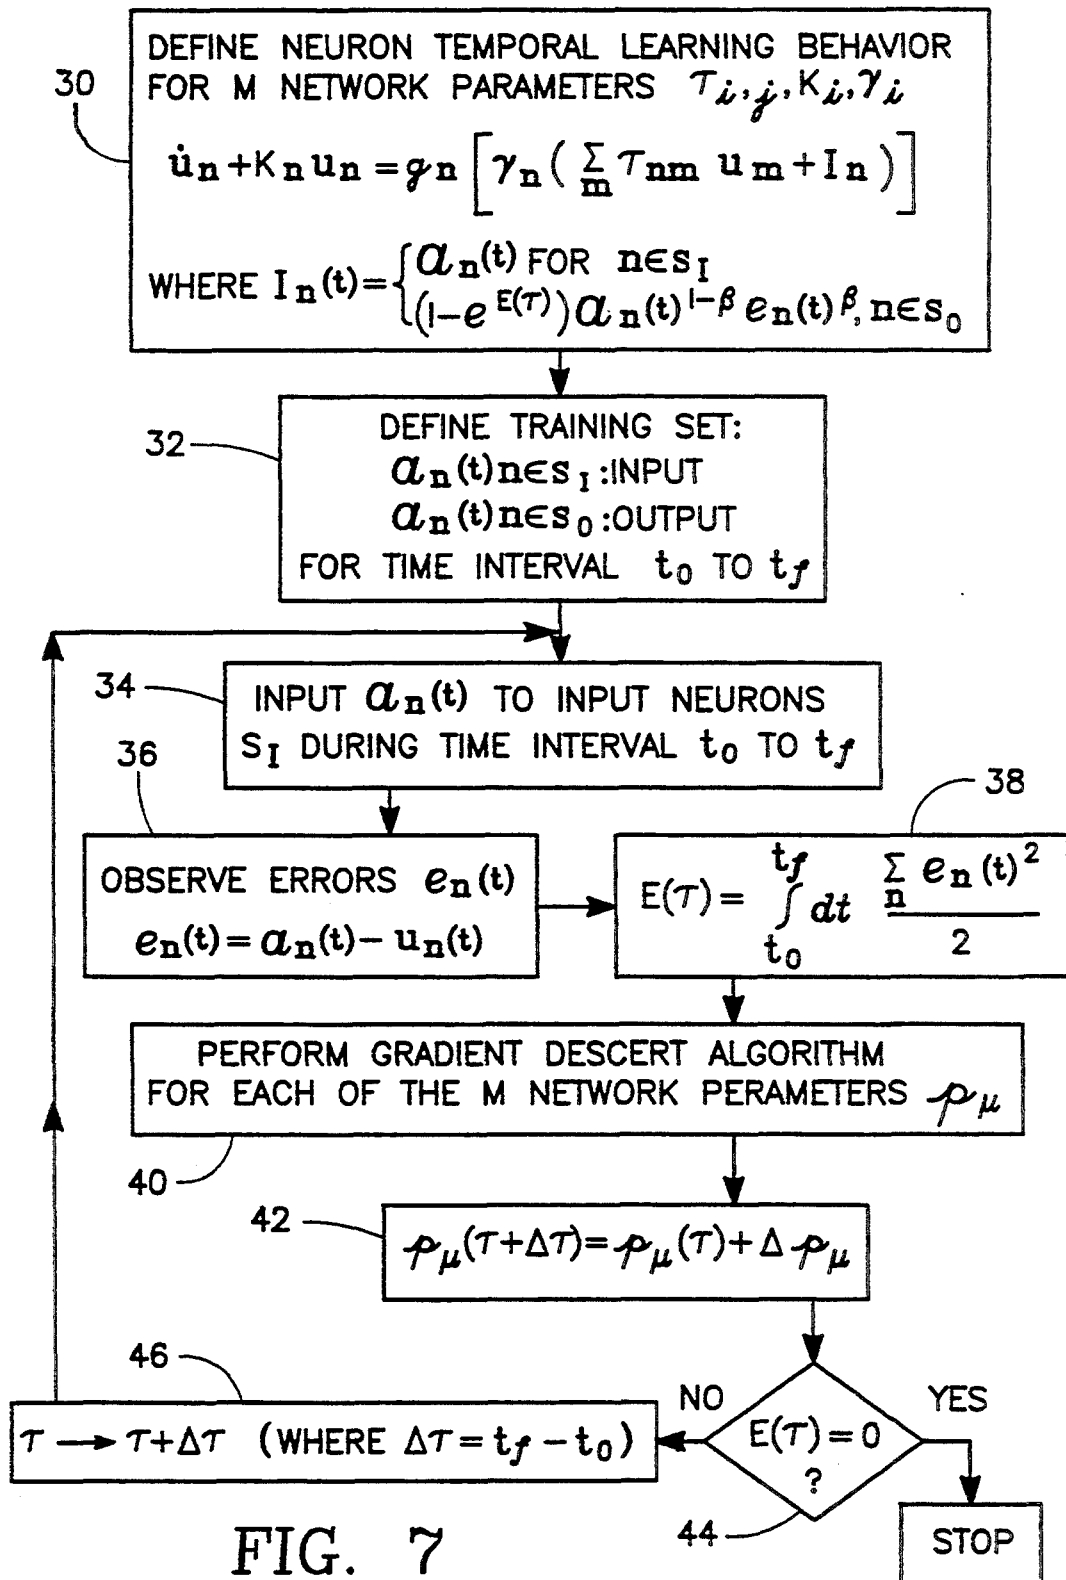 DEFINE NEURON TEMPORAL LEARNING BEHAVIOR
FOR M NETWORK PARAMETERS τi,j, Ki, γi
30
u̇n + Kn un = gn [ γn ( Σm τnm um + In ) ]
WHERE In(t) = { an(t) FOR n∈sI
(1-e^E(τ)) an(t)^1-β en(t)^β, n∈s0
32
DEFINE TRAINING SET:
an(t) n∈sI :INPUT
an(t) n∈s0 :OUTPUT
FOR TIME INTERVAL t0 TO tf
34
INPUT an(t) TO INPUT NEURONS
SI DURING TIME INTERVAL t0 TO tf
36
38
OBSERVE ERRORS en(t)
en(t) = an(t) - un(t)
E(τ) = ∫t0^tf dt Σn en(t)^2 / 2
PERFORM GRADIENT DESCERT ALGORITHM
FOR EACH OF THE M NETWORK PERAMETERS pμ
40
42
pμ(τ+Δτ) = pμ(τ) + Δ pμ
46
τ → τ+Δτ (WHERE Δτ = tf - t0)
NO
YES
E(τ) = 0
?
44
STOP
FIG. 7